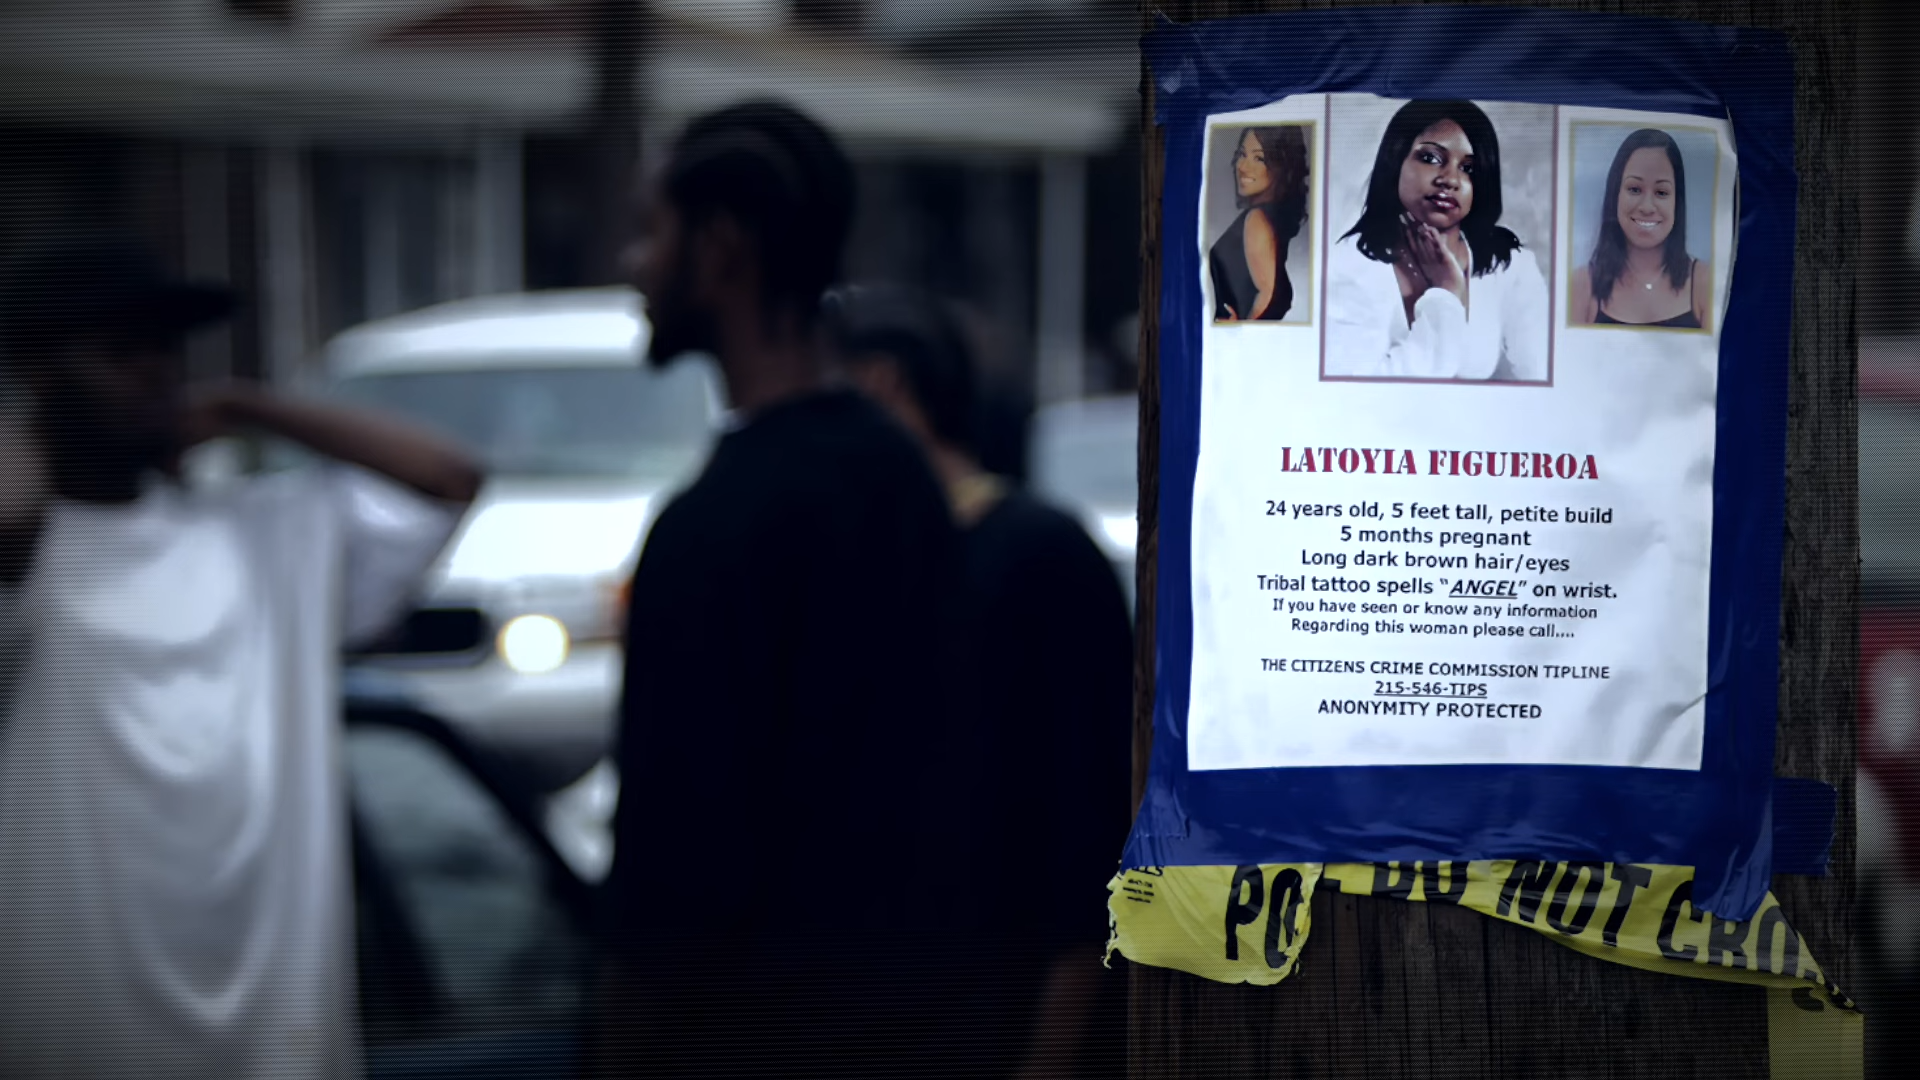 LATOYIA FIGUEROA
24 years old, 5 feet tall, petite build
5 months pregnant
Long dark brown hair/eyes
Tribal tattoo spells “ANGEL” on wrist.
If you have seen or know any information
Regarding this woman please call....
THE CITIZENS CRIME COMMISSION TIPLINE
215-546-TIPS
ANONYMITY PROTECTED
PO DO NOT CRO